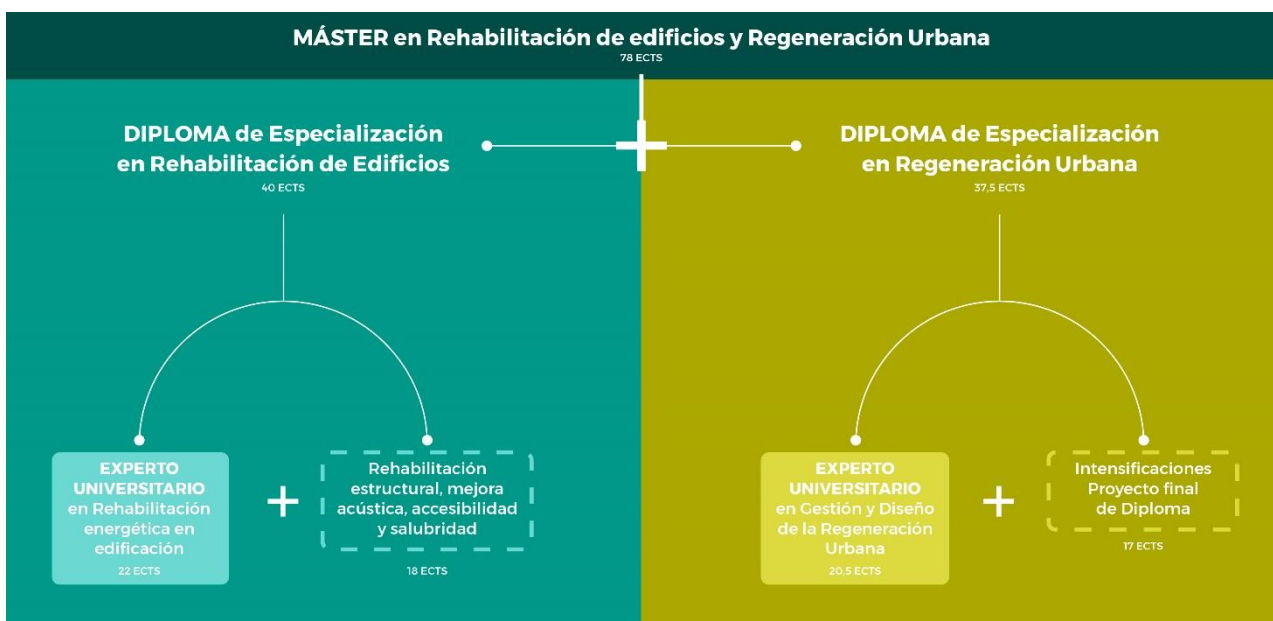 MÁSTER en Rehabilitación de edificios y Regeneración Urbana
78 ECTS
DIPLOMA de Especialización
en Rehabilitación de Edificios
40 ECTS
DIPLOMA de Especialización
en Regeneración Urbana
37,5 ECTS
EXPERTO
UNIVERSITARIO
en Rehabilitación
energética en
edificación
22 ECTS
Rehabilitación
estructural, mejora
acústica, accesibilidad
y salubridad
18 ECTS
EXPERTO
UNIVERSITARIO
en Gestión y Diseño
de la Regeneración
Urbana
20,5 ECTS
Intensificaciones
Proyecto final
de Diploma
17 ECTS